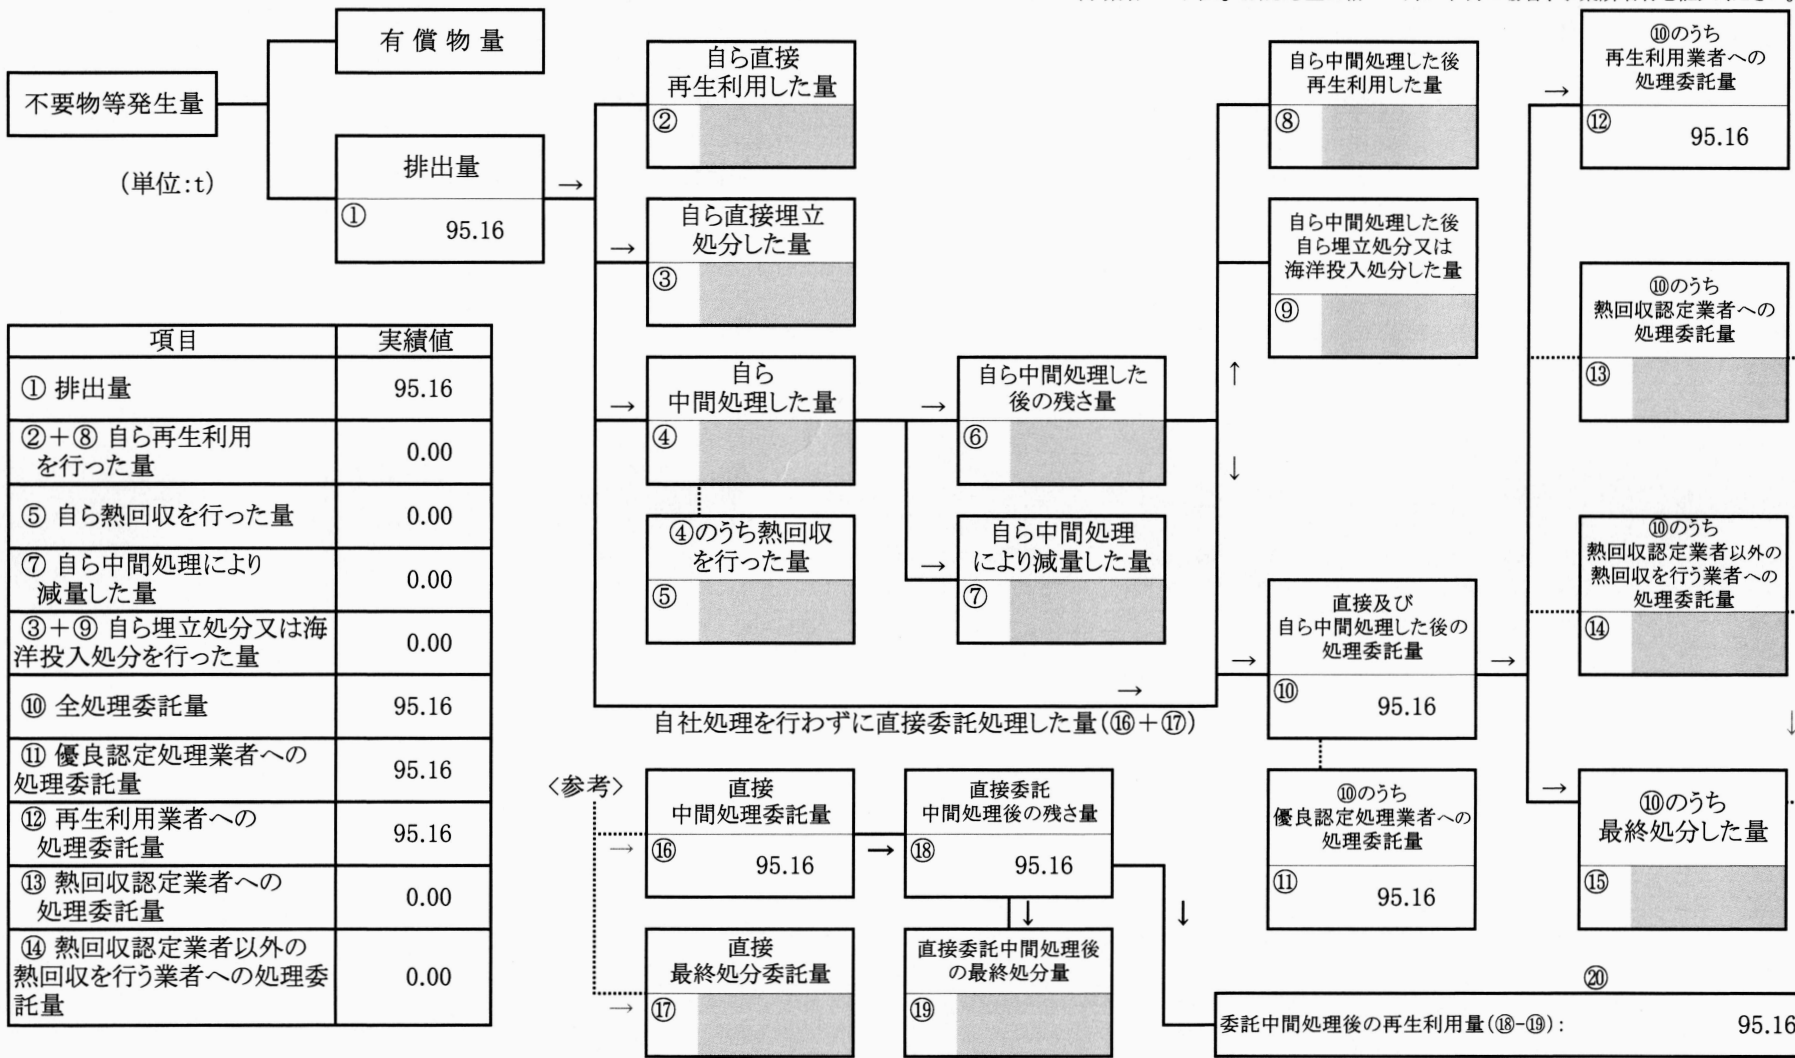 有償物量
不要物等発生量
(単位:t)
排出量
①
95.16
自ら直接
再生利用した量
②
自ら直接埋立
処分した量
③
自ら
中間処理した量
④
④のうち熱回収
を行った量
⑤
自ら中間処理した
後の残さ量
⑥
自ら中間処理
により減量した量
⑦
自ら中間処理した後
再生利用した量
⑧
自ら中間処理した後
自ら埋立処分又は
海洋投入処分した量
⑨
直接及び
自ら中間処理した後の
処理委託量
⑩
95.16
⑩のうち
優良認定処理業者への
処理委託量
⑪
95.16
⑩のうち
再生利用業者への
処理委託量
⑫
95.16
⑩のうち
熱回収認定業者への
処理委託量
⑬
⑩のうち
熱回収認定業者以外の
熱回収を行う業者への
処理委託量
⑭
⑩のうち
最終処分した量
⑮
自社処理を行わずに直接委託処理した量(⑯+⑰)
〈参考〉
直接
中間処理委託量
⑯
95.16
直接
最終処分委託量
⑰
直接委託
中間処理後の残さ量
⑱
95.16
直接委託中間処理後
の最終処分量
⑲
⑳
委託中間処理後の再生利用量(⑱-⑲):
95.16
項目 実績値
① 排出量 95.16
②+⑧ 自ら再生利用
を行った量 0.00
⑤ 自ら熱回収を行った量 0.00
⑦ 自ら中間処理により
減量した量 0.00
③+⑨ 自ら埋立処分又は海
洋投入処分を行った量 0.00
⑩ 全処理委託量 95.16
⑪ 優良認定処理業者への
処理委託量 95.16
⑫ 再生利用業者への
処理委託量 95.16
⑬ 熱回収認定業者への
処理委託量 0.00
⑭ 熱回収認定業者以外の
熱回収を行う業者への処理委
託量 0.00